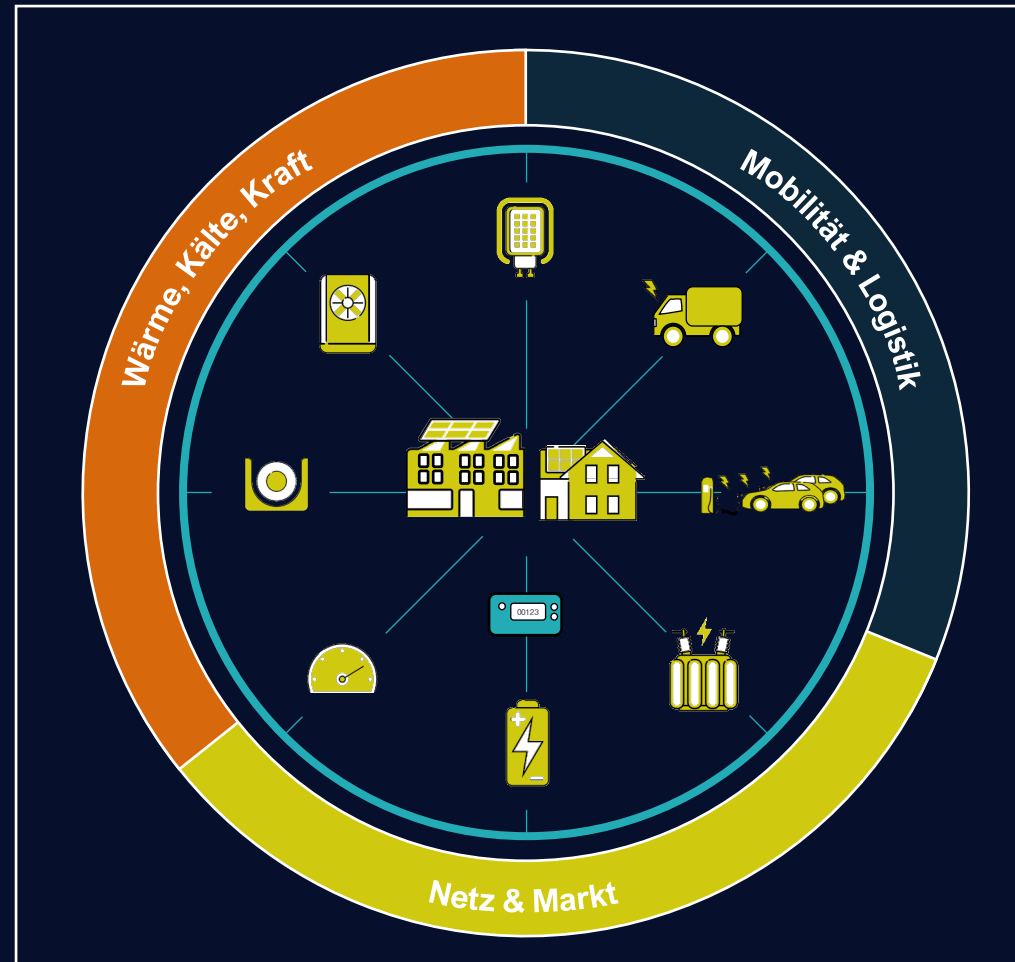 Wärme, Kälte, Kraft
Mobilität & Logistik
00123
Netz & Markt